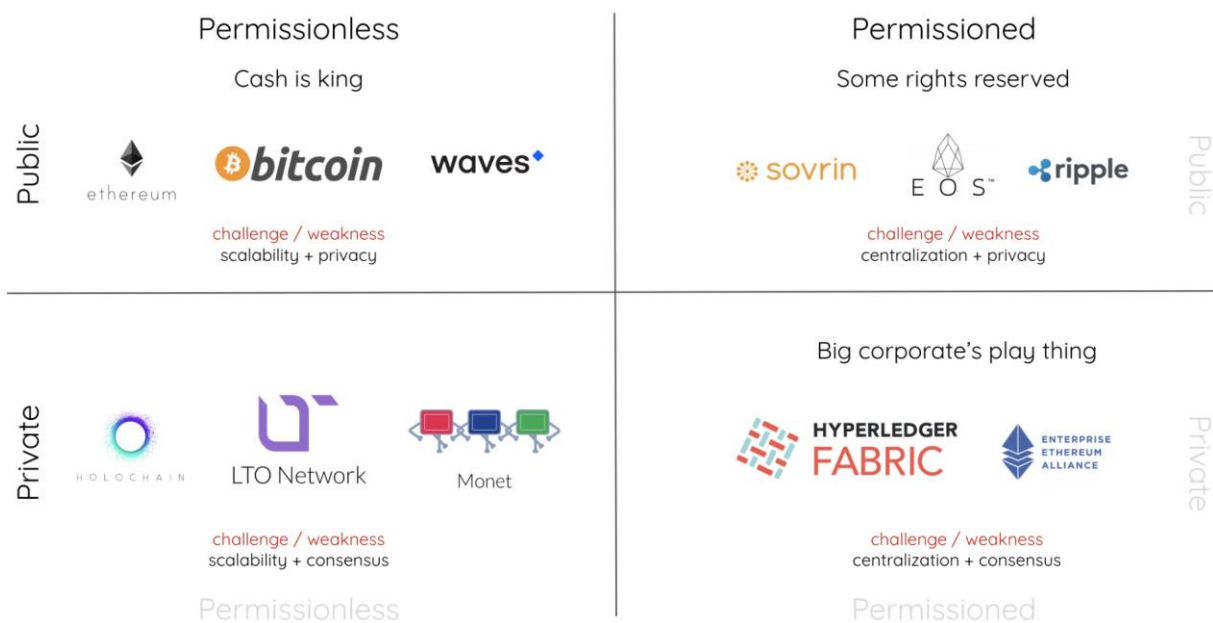 Permissionless
Permissioned
Cash is king
Some rights reserved
Public
ethereum
bitcoin
waves
sovrin
E O S™
ripple
Public
challenge / weakness
scalability + privacy
challenge / weakness
centralization + privacy
Big corporate's play thing
Private
HOLOCHAIN
LTO Network
Monet
HYPERLEDGER
FABRIC
ENTERPRISE
ETHEREUM
ALLIANCE
Private
challenge / weakness
scalability + consensus
challenge / weakness
centralization + consensus
Permissionless
Permissioned